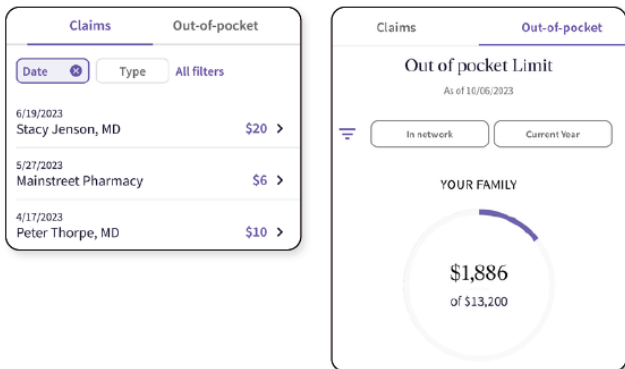 Claims Out-of-pocket
Date Type All filters
6/19/2023
Stacy Jenson, MD $20
5/27/2023
Mainstreet Pharmacy $6
4/17/2023
Peter Thorpe, MD $10
Claims Out-of-pocket
Out of pocket Limit
As of 10/06/2023
In network Current Year
YOUR FAMILY
$1,886
of $13,200